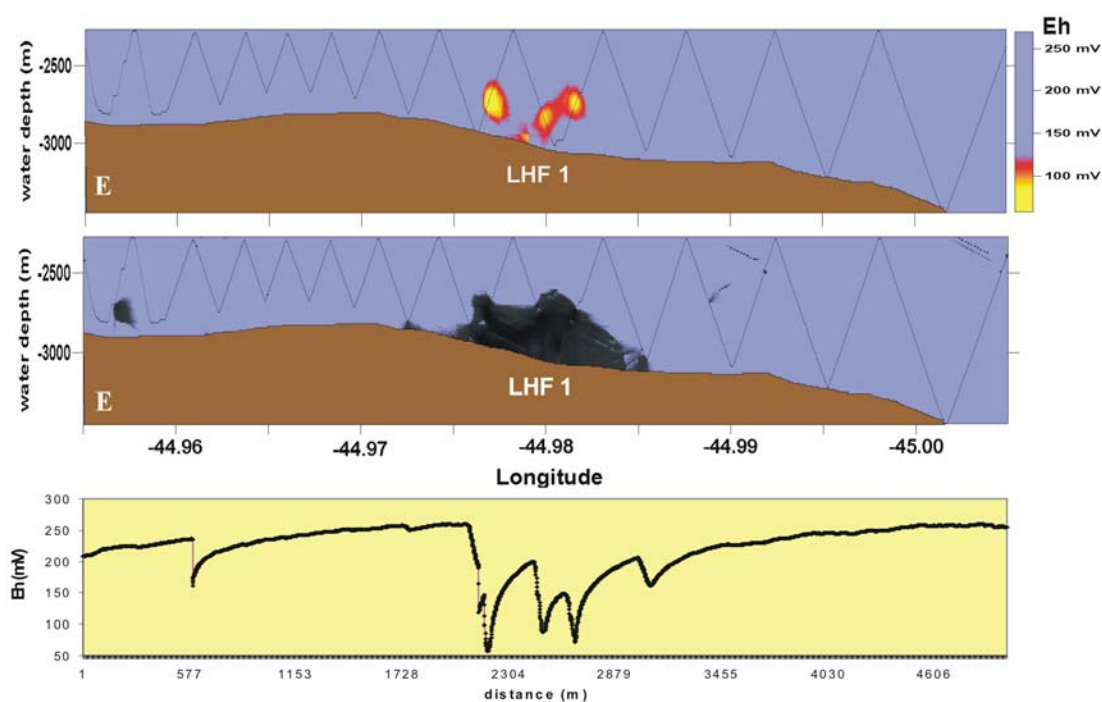 Eh
250 mV
200 mV
150 mV
100 mV
water depth (m)
-2500
-3000
E
LHF 1
water depth (m)
-2500
-3000
E
LHF 1
-44.96 -44.97 -44.98 -44.99 -45.00
Longitude
Eh(mV)
300
250
200
150
100
50
1 577 1153 1728 2304 2879 3455 4030 4606
distance (m)